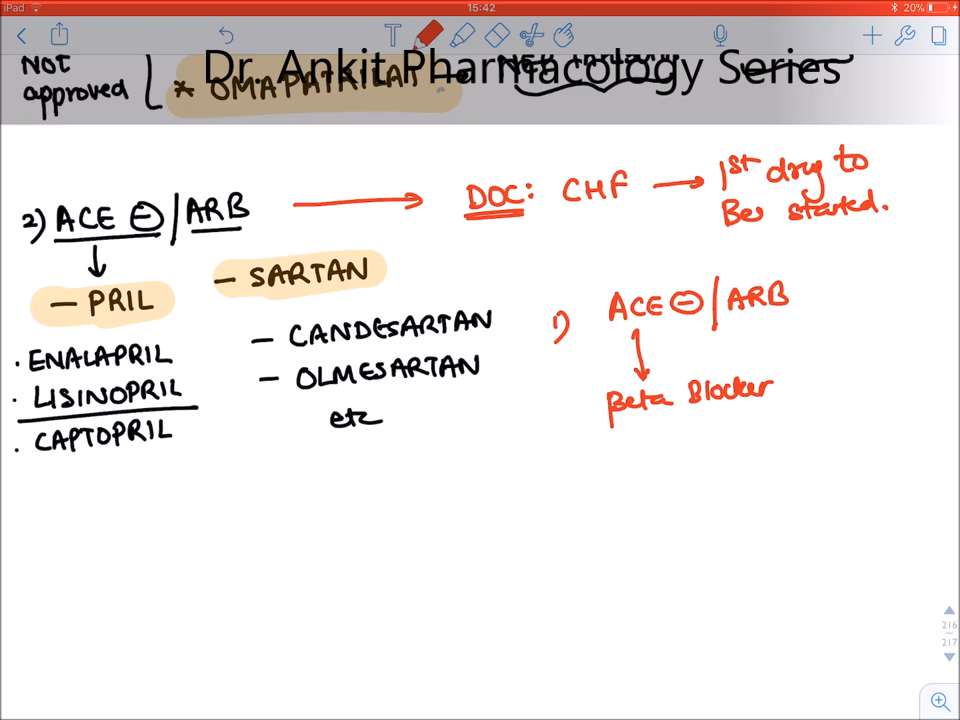 iPad 15:42 20%
T
Dr. Ankit Pharmacology Series
NOT
approved
* OMAPATRILAT →
2) ACE ⊖ / ARB → DOC: CHF → 1st drug to
Be started.
↓
— PRIL
— SARTAN
· ENALAPRIL
· LISINOPRIL
· CAPTOPRIL
— CANDESARTAN
— OLMESARTAN
etc
1) ACE ⊖ / ARB
Beta Blocker
216
217